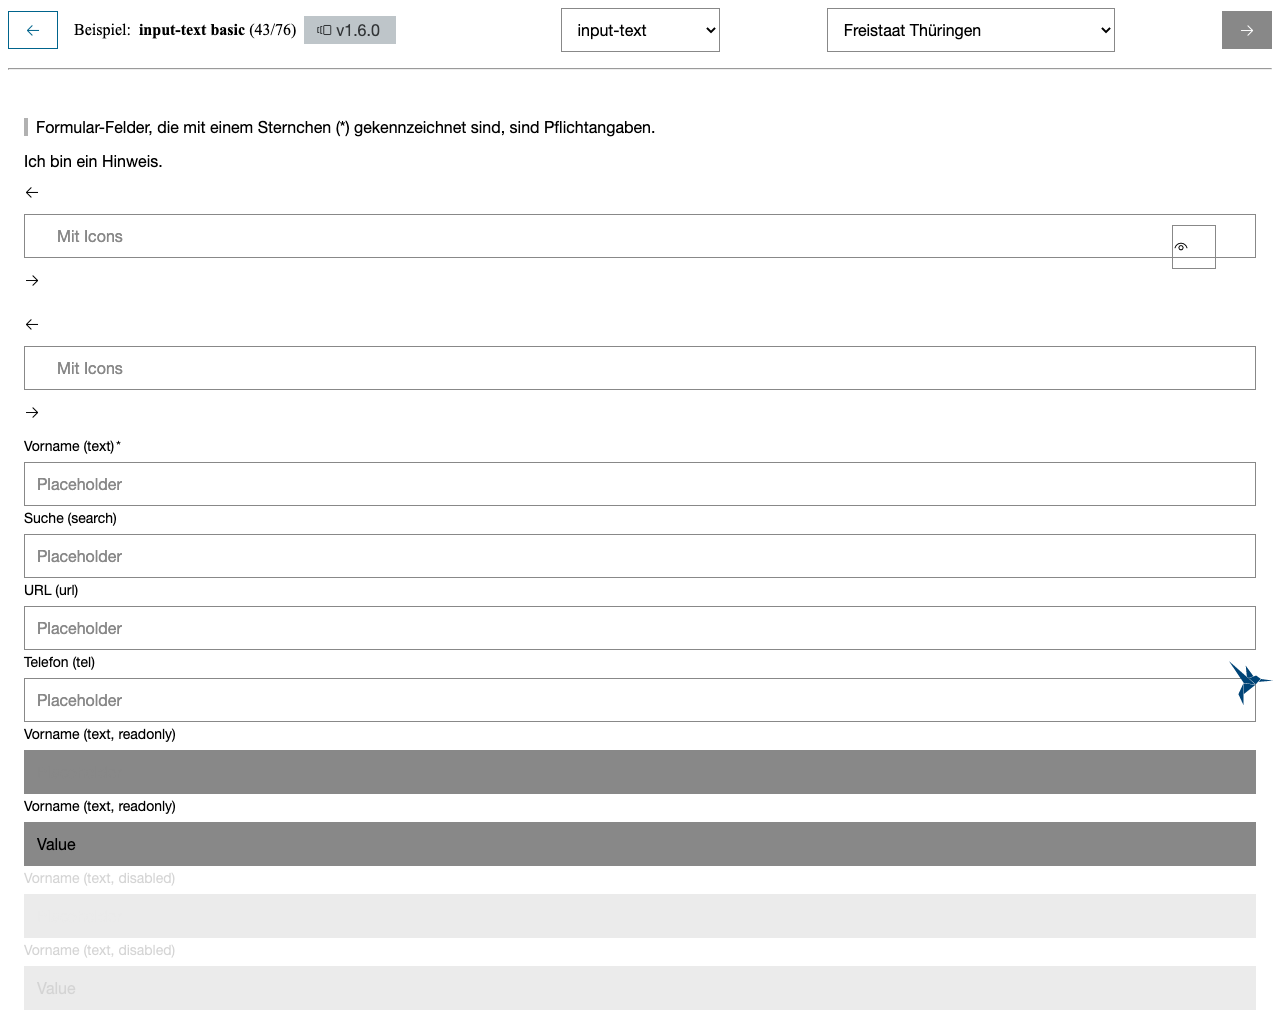 Beispiel: input-text basic (43/76) v1.6.0 input-text Freistaat Thüringen
Formular-Felder, die mit einem Sternchen (*) gekennzeichnet sind, sind Pflichtangaben.
Ich bin ein Hinweis.
Mit Icons
Mit Icons
Vorname (text)*
Placeholder
Suche (search)
Placeholder
URL (url)
Placeholder
Telefon (tel)
Placeholder
Vorname (text, readonly)
Vorname (text, readonly)
Value
Vorname (text, disabled)
Vorname (text, disabled)
Value